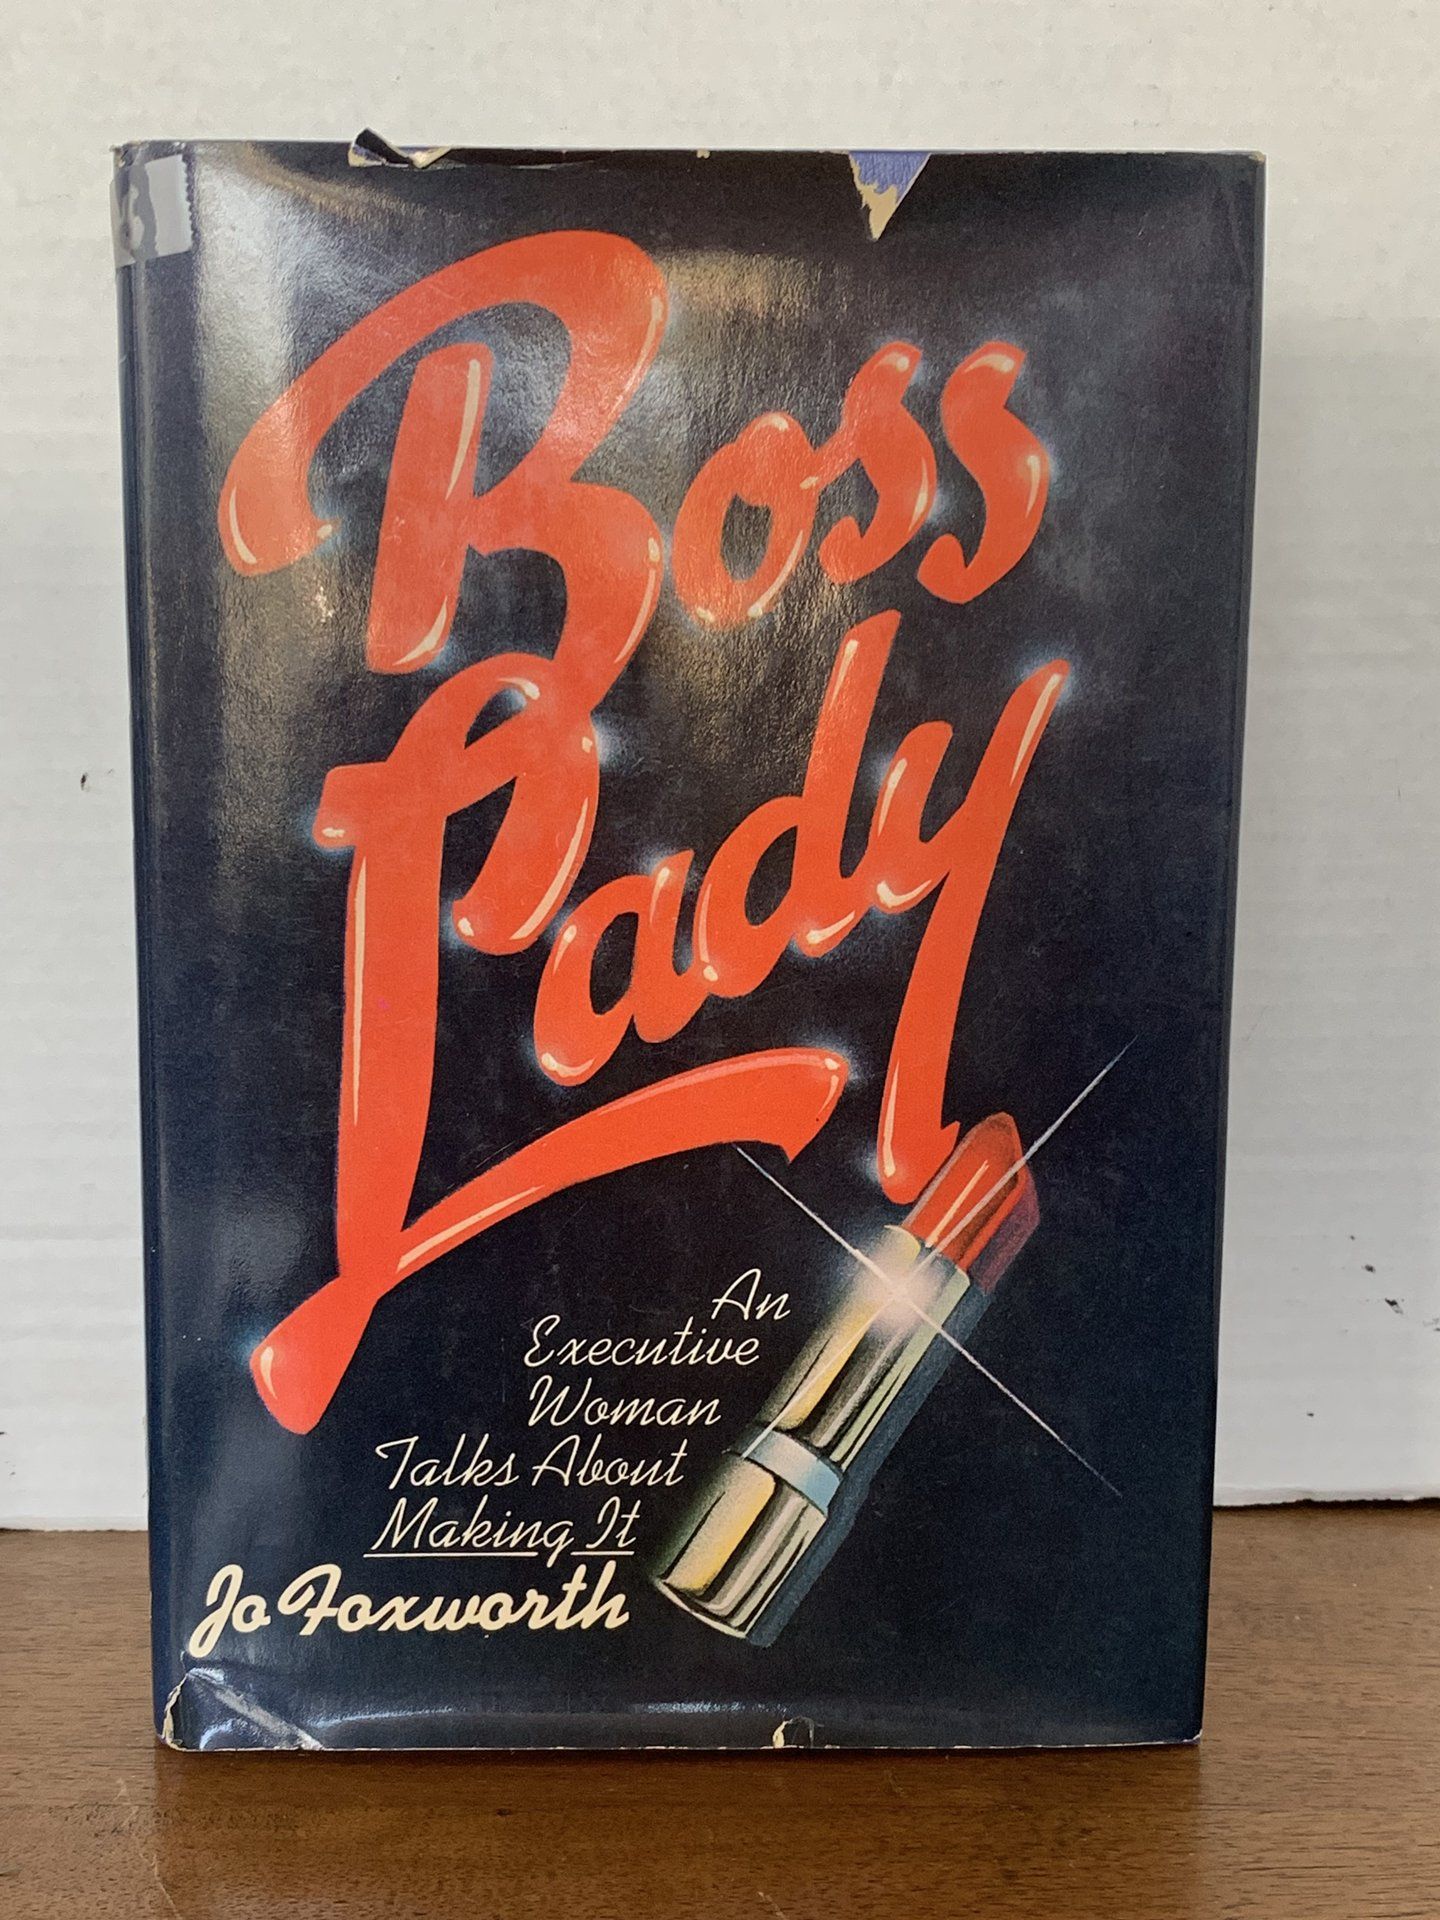 Boss
Lady
An
Executive
Woman
Talks About
Making It
Jo Foxworth